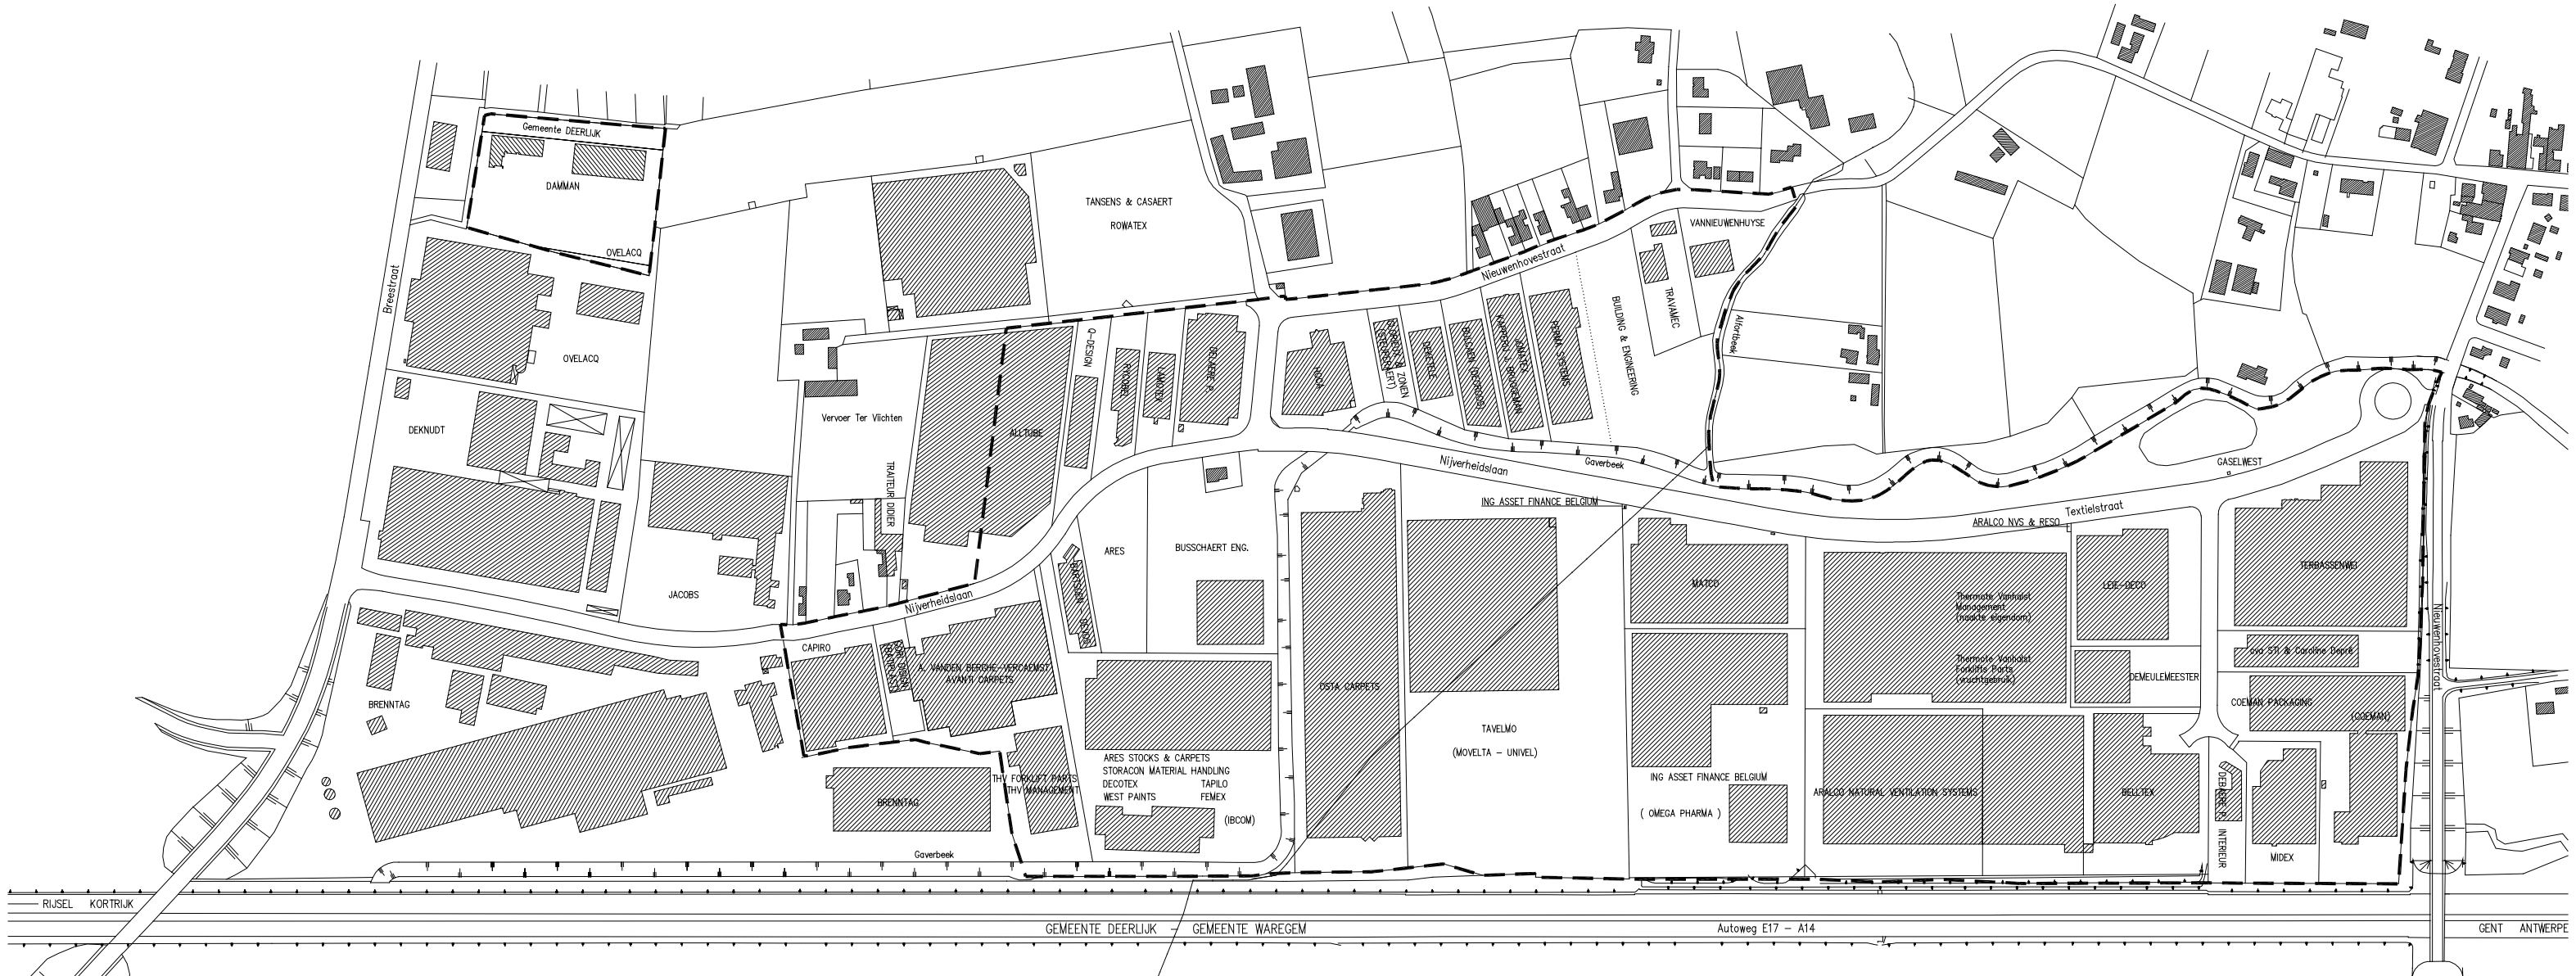 Gemeente DEERLIJK
DAMMAN
OVELACQ
Breestraat
OVELACQ
DEKNUDT
JACOBS
BRENNTAG
TANSENS & CASAERT
ROWATEX
Vervoer Ter Vlichten
TRAITEUR DIDIER
ALLTUBE
Q-DESIGN
LAMOTEX
DELAERE P.
Nieuwenhovestraat
DEKETELE
PERMA SYSTEMS
BUILDING & ENGINEERING
TRAVAMEC
VANNIEUWENHUYSE
Alfortbeek
Gaverbeek
Nijverheidslaan
GASELWEST
ING ASSET FINANCE BELGIUM
ARALCO NVS & RESO
Textielstraat
ARES
BUSSCHAERT ENG.
Nijverheidslaan
CAPIRO
A. VANDEN BERGHE-VERCAEMST
AVANTI CARPETS
OSTA CARPETS
MATCO
Thermote Vanhalst
Management
(naakte eigendom)
Thermote Vanhalst
Forklifts Parts
(vruchtgebruik)
LEIE-DECO
TERBASSENWEI
Nieuwenhovestraat
cva STI & Caroline Depré
DEMEULEMEESTER
COEMAN PACKAGING
(COEMAN)
TAVELMO
(MOVELTA - UNIVEL)
ARES STOCKS & CARPETS
STORACON MATERIAL HANDLING
DECOTEX TAPILO
WEST PAINTS FEMEX
(IBCOM)
THV FORKLIFT PARTS
THV MANAGEMENT
BRENNTAG
ING ASSET FINANCE BELGIUM
( OMEGA PHARMA )
ARALCO NATURAL VENTILATION SYSTEMS
BELLTEX
DEBAERE P. INTERIEUR
MIDEX
Gaverbeek
RIJSEL KORTRIJK
GEMEENTE DEERLIJK - GEMEENTE WAREGEM
Autoweg E17 - A14
GENT ANTWERPE